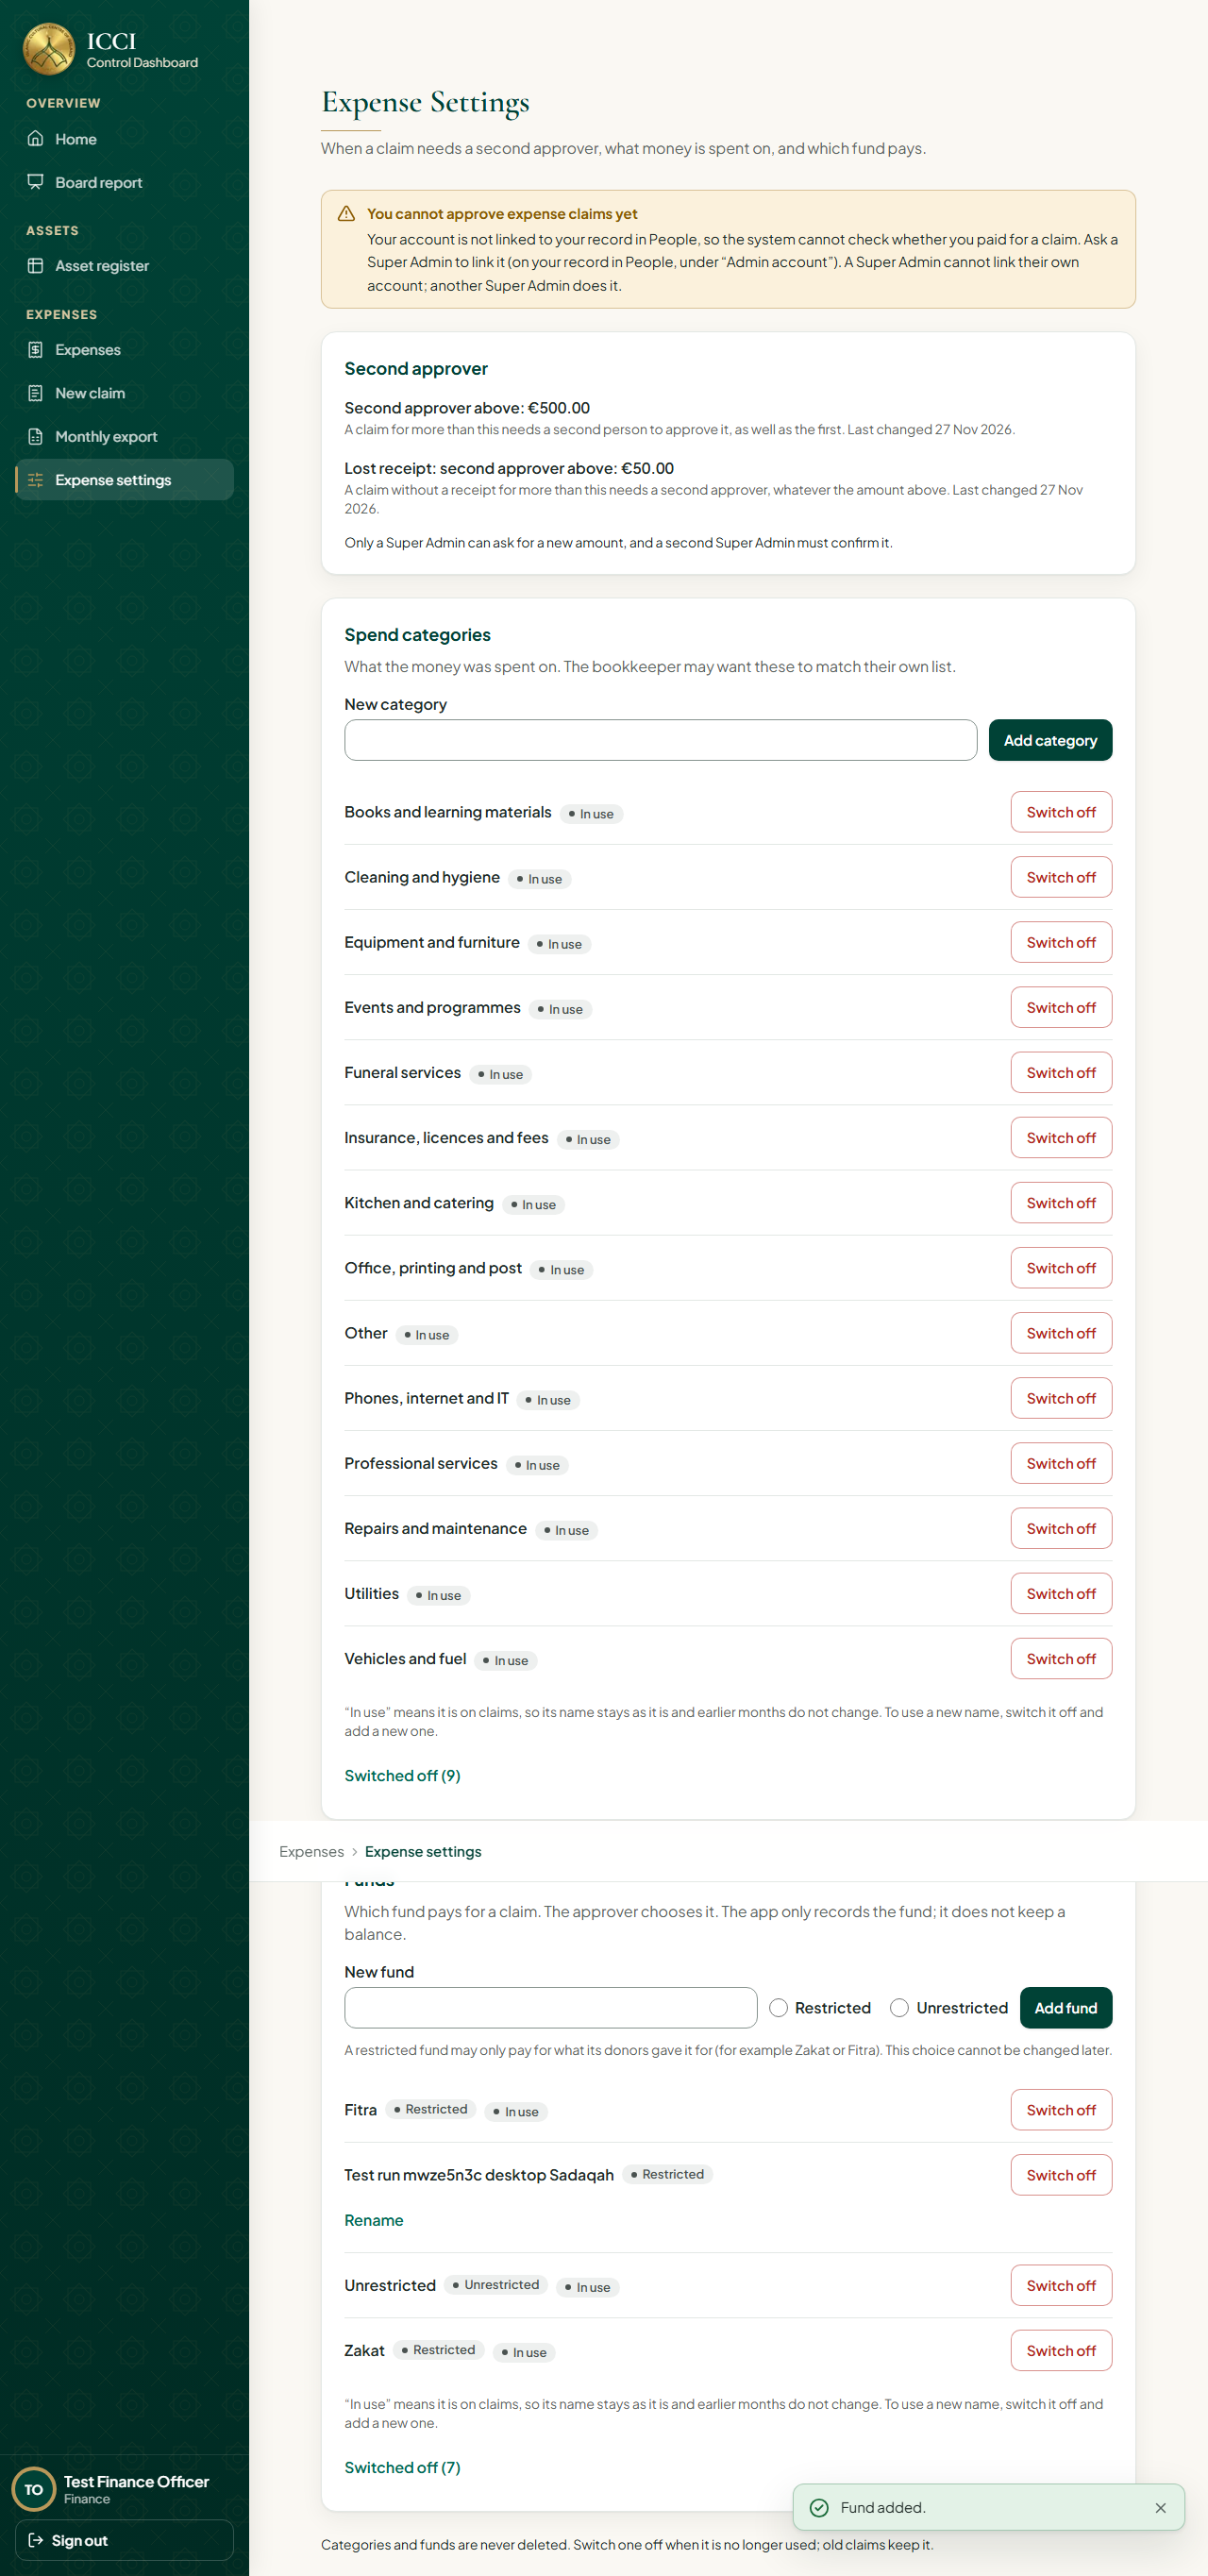 ICCI
Control Dashboard
OVERVIEW
Home
Board report
ASSETS
Asset register
EXPENSES
Expenses
New claim
Monthly export
Expense settings
Expense Settings
When a claim needs a second approver, what money is spent on, and which fund pays.
You cannot approve expense claims yet
Your account is not linked to your record in People, so the system cannot check whether you paid for a claim. Ask a
Super Admin to link it (on your record in People, under “Admin account”). A Super Admin cannot link their own
account; another Super Admin does it.
Second approver
Second approver above: €500.00
A claim for more than this needs a second person to approve it, as well as the first. Last changed 27 Nov 2026.
Lost receipt: second approver above: €50.00
A claim without a receipt for more than this needs a second approver, whatever the amount above. Last changed 27 Nov
2026.
Only a Super Admin can ask for a new amount, and a second Super Admin must confirm it.
Spend categories
What the money was spent on. The bookkeeper may want these to match their own list.
New category
Add category
Books and learning materials In use Switch off
Cleaning and hygiene In use Switch off
Equipment and furniture In use Switch off
Events and programmes In use Switch off
Funeral services In use Switch off
Insurance, licences and fees In use Switch off
Kitchen and catering In use Switch off
Office, printing and post In use Switch off
Other In use Switch off
Phones, internet and IT In use Switch off
Professional services In use Switch off
Repairs and maintenance In use Switch off
Utilities In use Switch off
Vehicles and fuel In use Switch off
“In use” means it is on claims, so its name stays as it is and earlier months do not change. To use a new name, switch it off and
add a new one.
Switched off (9)
Expenses > Expense settings
Funds
Which fund pays for a claim. The approver chooses it. The app only records the fund; it does not keep a
balance.
New fund
Restricted Unrestricted Add fund
A restricted fund may only pay for what its donors gave it for (for example Zakat or Fitra). This choice cannot be changed later.
Fitra Restricted In use Switch off
Test run mwze5n3c desktop Sadaqah Restricted Switch off
Rename
Unrestricted Unrestricted In use Switch off
Zakat Restricted In use Switch off
“In use” means it is on claims, so its name stays as it is and earlier months do not change. To use a new name, switch it off and
add a new one.
Switched off (7)
Fund added.
Categories and funds are never deleted. Switch one off when it is no longer used; old claims keep it.
TO
Test Finance Officer
Finance
Sign out